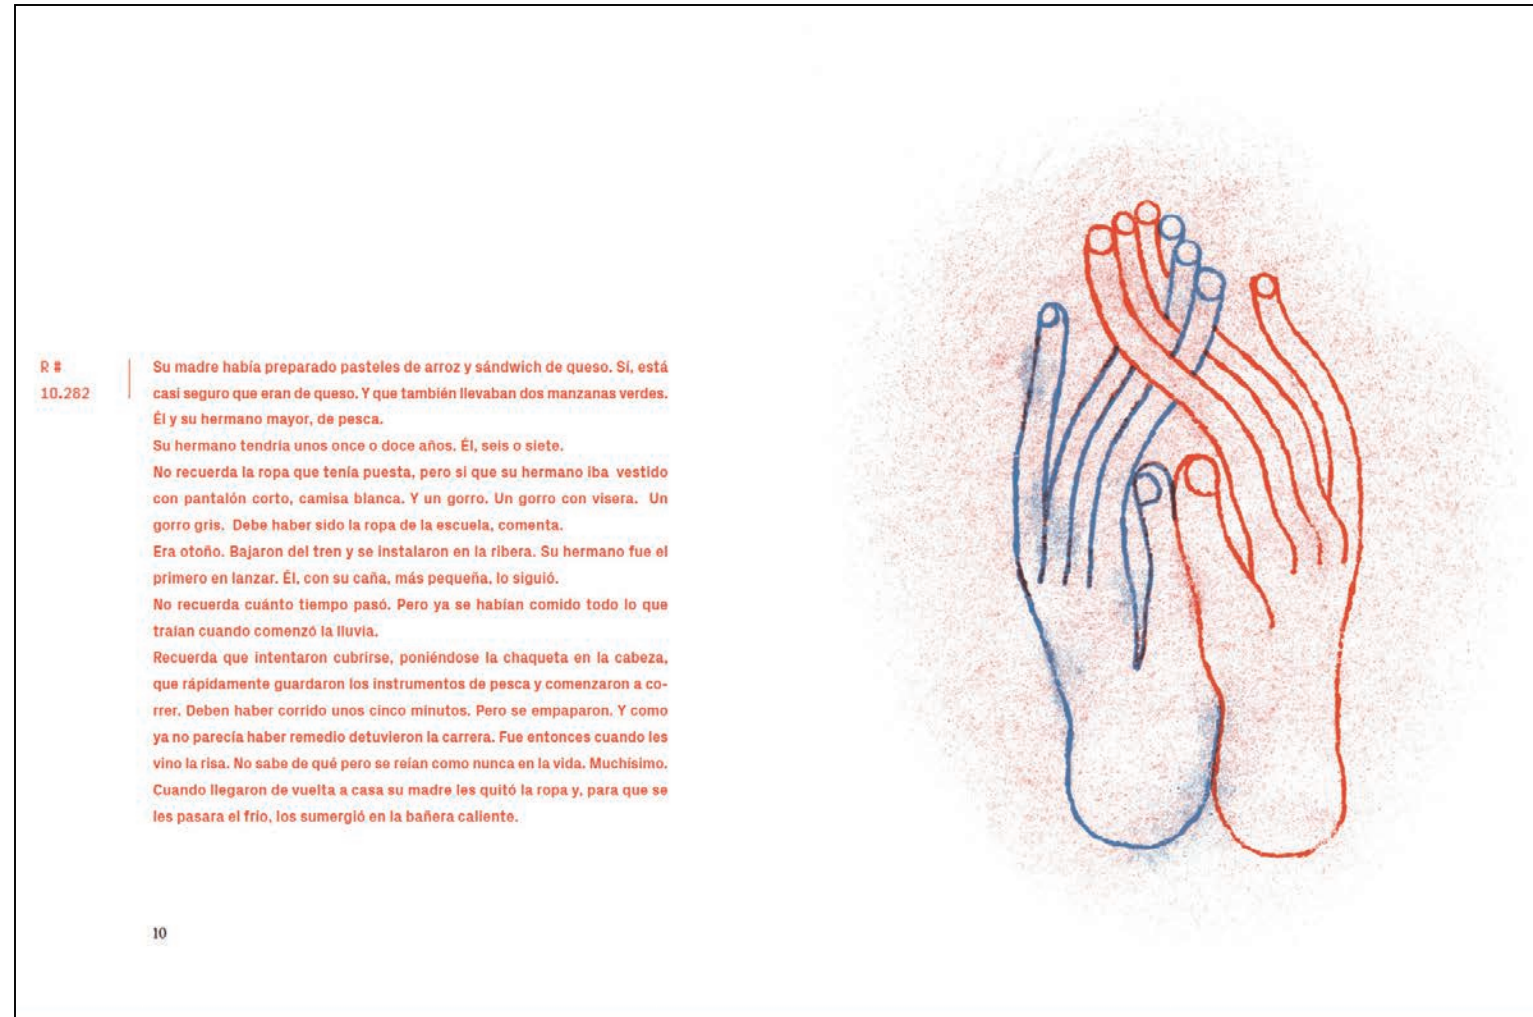 R #
10.282
Su madre había preparado pasteles de arroz y sándwich de queso. Sí, está
casi seguro que eran de queso. Y que también llevaban dos manzanas verdes.
Él y su hermano mayor, de pesca.
Su hermano tendría unos once o doce años. Él, seis o siete.
No recuerda la ropa que tenía puesta, pero sí que su hermano iba vestido
con pantalón corto, camisa blanca. Y un gorro. Un gorro con visera. Un
gorro gris. Debe haber sido la ropa de la escuela, comenta.
Era otoño. Bajaron del tren y se instalaron en la ribera. Su hermano fue el
primero en lanzar. Él, con su caña, más pequeña, lo siguió.
No recuerda cuánto tiempo pasó. Pero ya se habían comido todo lo que
traían cuando comenzó la lluvia.
Recuerda que intentaron cubrirse, poniéndose la chaqueta en la cabeza,
que rápidamente guardaron los instrumentos de pesca y comenzaron a co-
rrer. Deben haber corrido unos cinco minutos. Pero se empaparon. Y como
ya no parecía haber remedio detuvieron la carrera. Fue entonces cuando les
vino la risa. No sabe de qué pero se reían como nunca en la vida. Muchísimo.
Cuando llegaron de vuelta a casa su madre les quitó la ropa y, para que se
les pasara el frío, los sumergió en la bañera caliente.
10